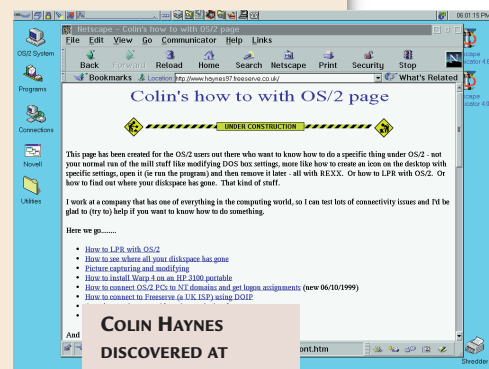 06:01:15 PM
Netscape - Colin's how to with OS/2 page
File Edit View Go Communicator Help Links
Back Forward Reload Home Search Netscape Print Security Stop
Bookmarks Location: http://www.haynes97.freeserve.co.uk/ What's Related
OS/2 System
Programs
Connections
Novell
Utilities
Colin's how to with OS/2 page
UNDER CONSTRUCTION
This page has been created for the OS/2 users out there who want to know how to do a specific thing under OS/2 - not
your normal run of the mill stuff like modifying DOS box settings, more like how to create an icon on the desktop with
specific settings, open it (ie run the program) and then remove it later - all with REXX. Or how to LPR with OS/2. Or
how to find out where your diskspace has gone. That kind of stuff.
I work at a company that has one of everything in the computing world, so I can test lots of connectivity issues and I'd be
glad to (try to) help if you want to know how to do something.
Here we go.......
How to LPR with OS/2
How to see where all your diskspace has gone
Picture capturing and modifying
How to install Warp 4 on an HP 3100 portable
How to connect OS/2 PCs to NT domains and get logon assignments (new 06/10/1999)
How to connect to Freeserve (a UK ISP) using DOIP
And
COLIN HAYNES
DISCOVERED AT
ont.htm
Shredder